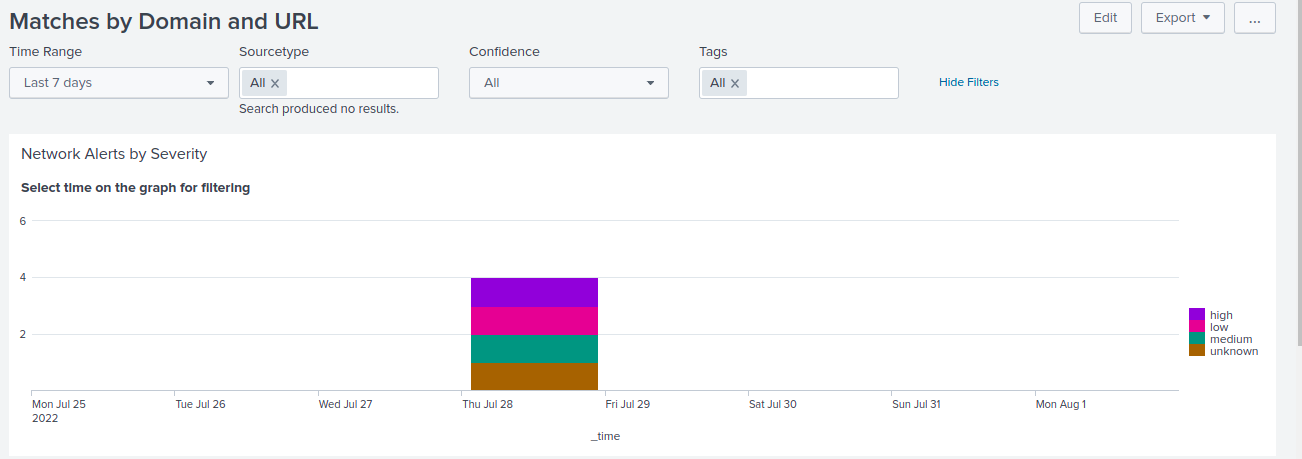 Matches by Domain and URL
Edit
Export
...
Time Range
Sourcetype
Confidence
Tags
Last 7 days
All
All
All
Hide Filters
Search produced no results.
Network Alerts by Severity
Select time on the graph for filtering
6
4
2
high
low
medium
unknown
Mon Jul 25
2022
Tue Jul 26
Wed Jul 27
Thu Jul 28
Fri Jul 29
Sat Jul 30
Sun Jul 31
Mon Aug 1
_time